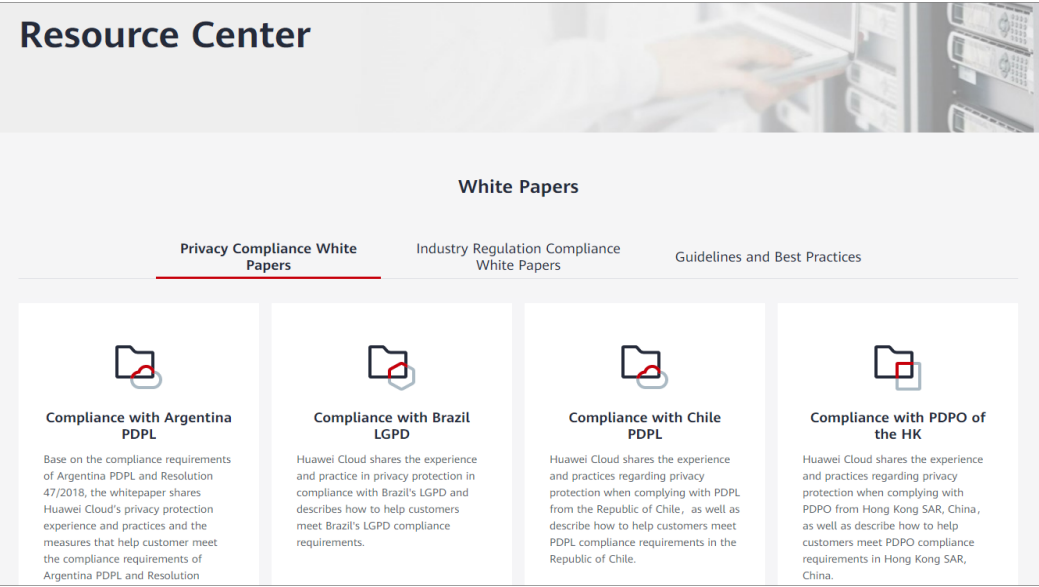 Resource Center
White Papers
Privacy Compliance White
Papers
Industry Regulation Compliance
White Papers
Guidelines and Best Practices
Compliance with Argentina
PDPL
Base on the compliance requirements
of Argentina PDPL and Resolution
47/2018, the whitepaper shares
Huawei Cloud's privacy protection
experience and practices and the
measures that help customer meet
the compliance requirements of
Argentina PDPL and Resolution
Compliance with Brazil
LGPD
Huawei Cloud shares the experience
and practice in privacy protection in
compliance with Brazil's LGPD and
describes how to help customers
meet Brazil's LGPD compliance
requirements.
Compliance with Chile
PDPL
Huawei Cloud shares the experience
and practices regarding privacy
protection when complying with PDPL
from the Republic of Chile，as well as
describe how to help customers meet
PDPL compliance requirements in the
Republic of Chile.
Compliance with PDPO of
the HK
Huawei Cloud shares the experience
and practices regarding privacy
protection when complying with
PDPO from Hong Kong SAR, China,
as well as describe how to help
customers meet PDPO compliance
requirements in Hong Kong SAR,
China.